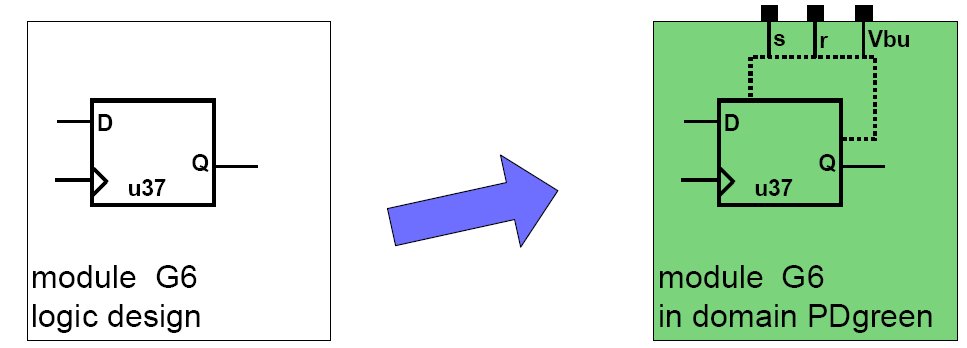 D
Q
u37
module G6
logic design
s r Vbu
D
Q
u37
module G6
in domain PDgreen